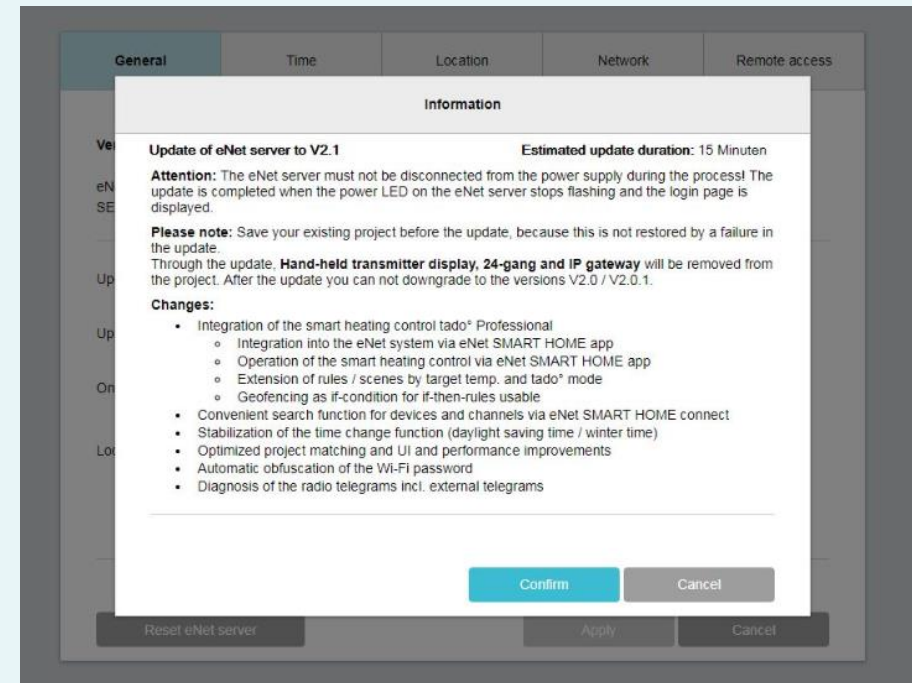 General Time Location Network Remote access
Information
Update of eNet server to V2.1 Estimated update duration: 15 Minuten
Attention: The eNet server must not be disconnected from the power supply during the process! The
update is completed when the power LED on the eNet server stops flashing and the login page is
displayed.
Please note: Save your existing project before the update, because this is not restored by a failure in
the update.
Through the update, Hand-held transmitter display, 24-gang and IP gateway will be removed from
the project. After the update you can not downgrade to the versions V2.0 / V2.0.1.
Changes:
• Integration of the smart heating control tado° Professional
○ Integration into the eNet system via eNet SMART HOME app
○ Operation of the smart heating control via eNet SMART HOME app
○ Extension of rules / scenes by target temp. and tado° mode
○ Geofencing as if-condition for if-then-rules usable
• Convenient search function for devices and channels via eNet SMART HOME connect
• Stabilization of the time change function (daylight saving time / winter time)
• Optimized project matching and UI and performance improvements
• Automatic obfuscation of the Wi-Fi password
• Diagnosis of the radio telegrams incl. external telegrams
Confirm Cancel
Reset eNet server Apply Cancel